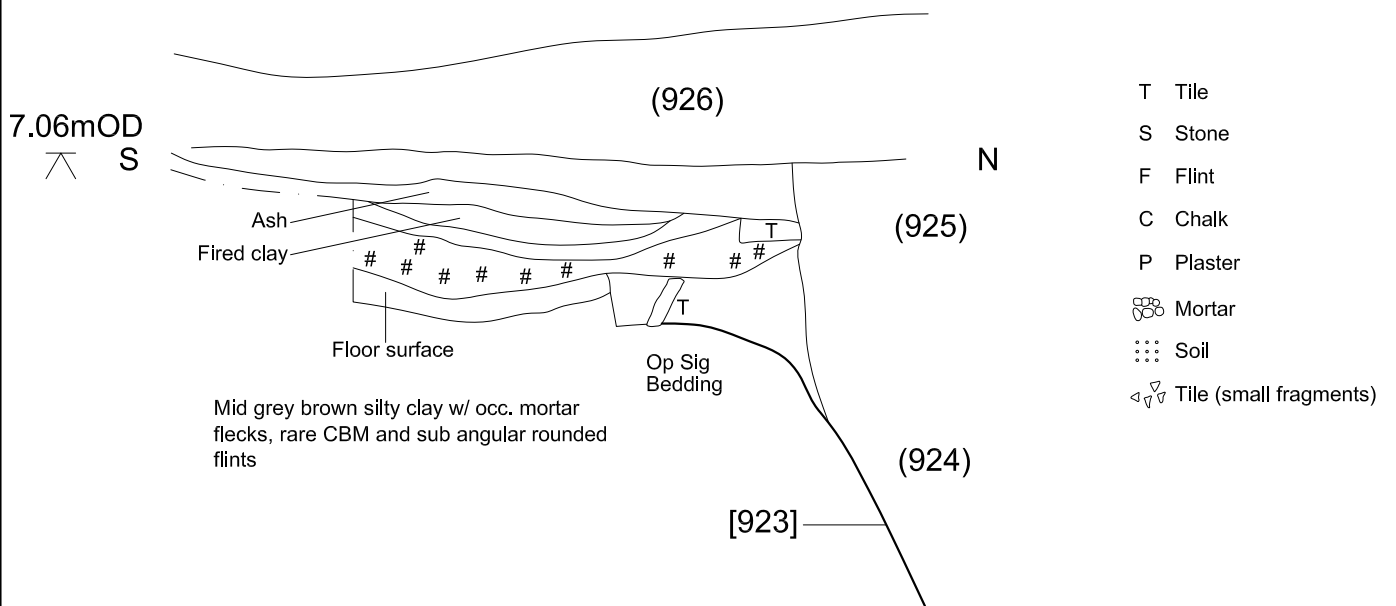 (926)
7.06mOD
S
N
Ash
Fired clay
T
(925)
# # # # # # # # # #
T
Floor surface
Op Sig
Bedding
Mid grey brown silty clay w/ occ. mortar
flecks, rare CBM and sub angular rounded
flints
(924)
[923]
T Tile
S Stone
F Flint
C Chalk
P Plaster
Mortar
Soil
Tile (small fragments)